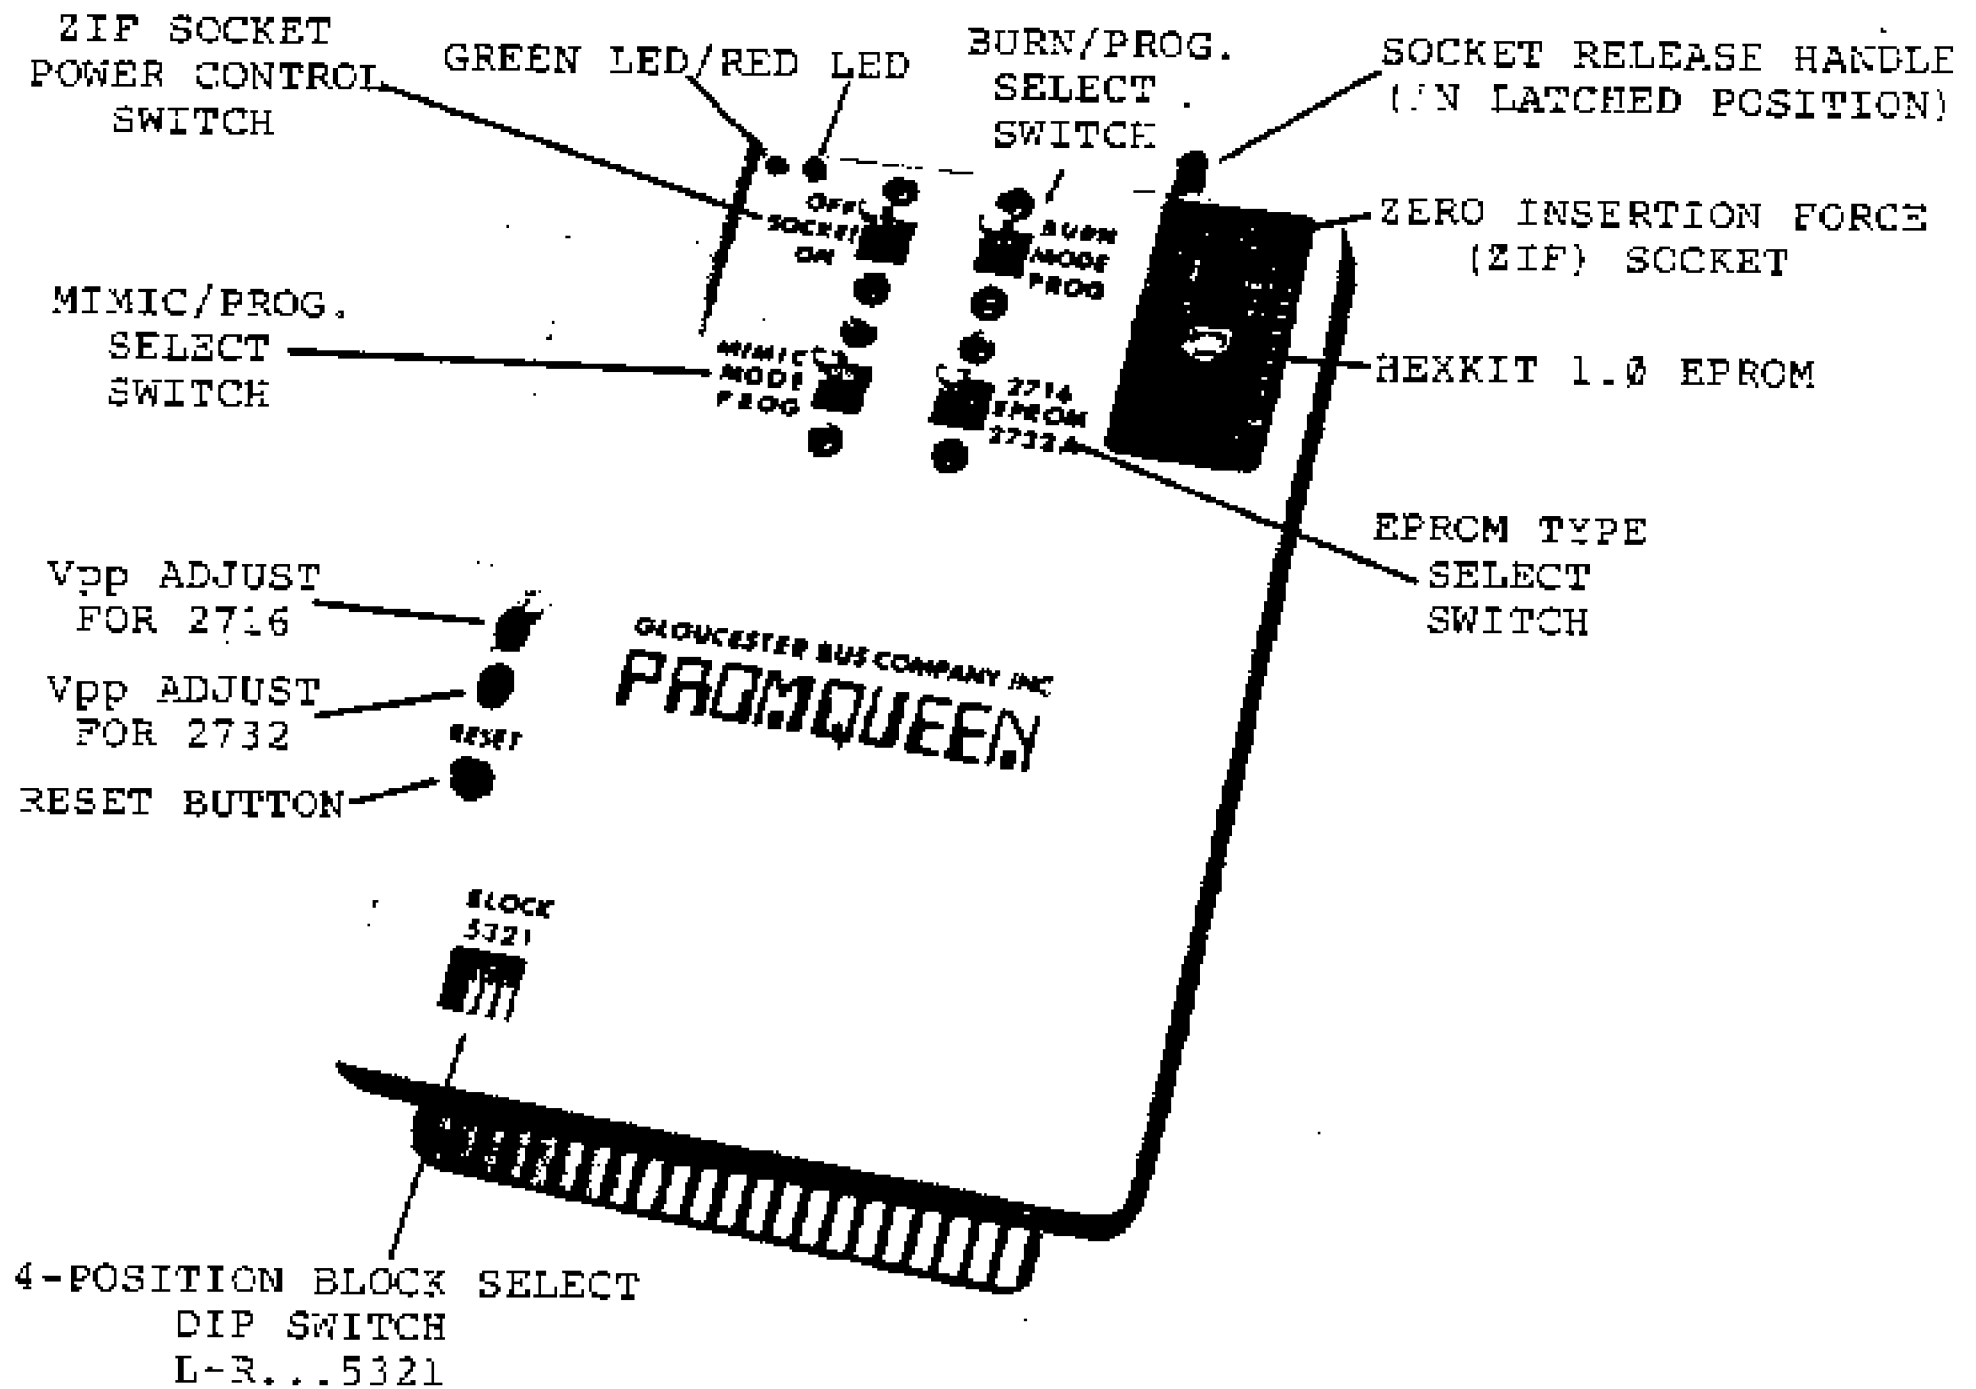 ZIF SOCKET
POWER CONTROL
SWITCH
GREEN LED/RED LED
BURN/PROG.
SELECT
SWITCH
SOCKET RELEASE HANDLE
(IN LATCHED POSITION)
OFF
SOCKET
ON
BURN
MODE
PROG
ZERO INSERTION FORCE
(ZIF) SOCKET
MIMIC/PROG.
SELECT
SWITCH
MIMIC
MODE
PROG
2716
EPROM
2732A
HEXKIT 1.0 EPROM
EPROM TYPE
SELECT
SWITCH
Vpp ADJUST
FOR 2716
Vpp ADJUST
FOR 2732
RESET
RESET BUTTON
GLOUCESTER BUS COMPANY INC
PROMQUEEN
BLOCK
5321
4-POSITION BLOCK SELECT
DIP SWITCH
L-R...5321